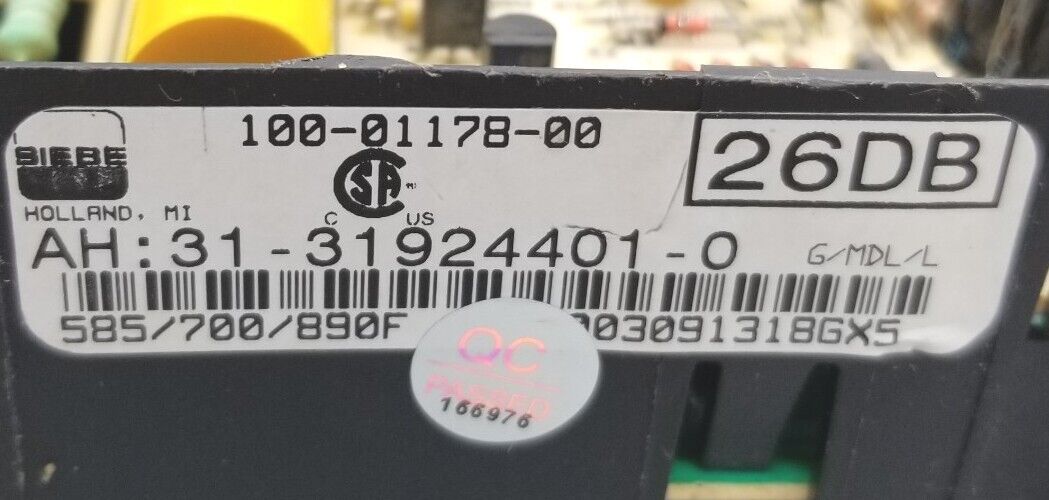 100-01178-00
26DB
SIEBE
CSA
C US
HOLLAND, MI
AH:31-31924401-0 G/MDL/L
585/700/890F 03091318GX5
QC
PASSED
166976